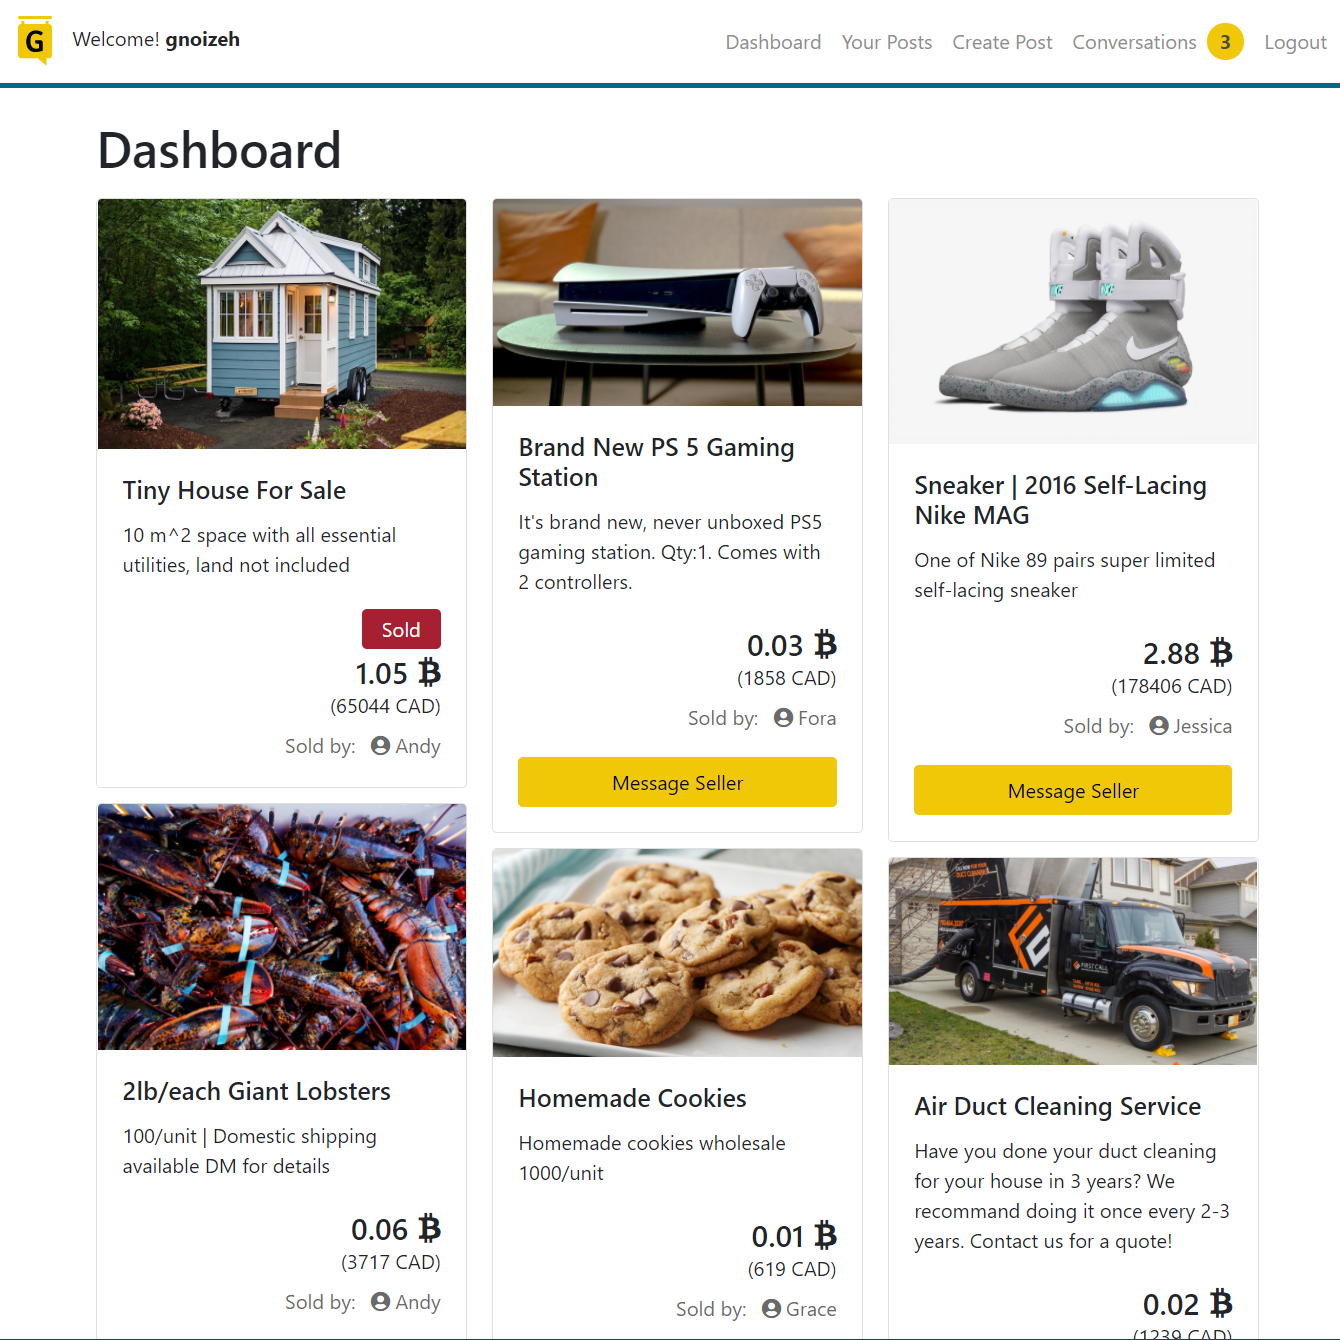 G
Welcome! gnoizeh
Dashboard Your Posts Create Post Conversations 3 Logout
Dashboard
Tiny House For Sale
10 m^2 space with all essential
utilities, land not included
Sold
1.05 ₿
(65044 CAD)
Sold by: Andy
Brand New PS 5 Gaming
Station
It's brand new, never unboxed PS5
gaming station. Qty:1. Comes with
2 controllers.
0.03 ₿
(1858 CAD)
Sold by: Fora
Message Seller
Sneaker | 2016 Self-Lacing
Nike MAG
One of Nike 89 pairs super limited
self-lacing sneaker
2.88 ₿
(178406 CAD)
Sold by: Jessica
Message Seller
2lb/each Giant Lobsters
100/unit | Domestic shipping
available DM for details
0.06 ₿
(3717 CAD)
Sold by: Andy
Homemade Cookies
Homemade cookies wholesale
1000/unit
0.01 ₿
(619 CAD)
Sold by: Grace
DUCT CLEANING
FIRST CALL
Air Duct Cleaning Service
Have you done your duct cleaning
for your house in 3 years? We
recommand doing it once every 2-3
years. Contact us for a quote!
0.02 ₿
(1239 CAD)